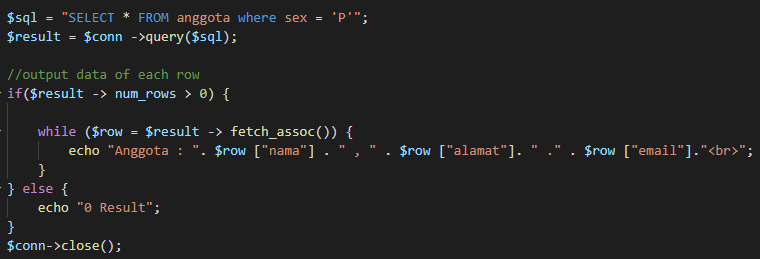 $sql = "SELECT * FROM anggota where sex = 'P'";
$result = $conn ->query($sql);
//output data of each row
if($result -> num_rows > 0) {
while ($row = $result -> fetch_assoc()) {
echo "Anggota : ". $row ["nama"] . " , " . $row ["alamat"]. " ." . $row ["email"]."<br>";
}
} else {
echo "0 Result";
}
$conn->close();